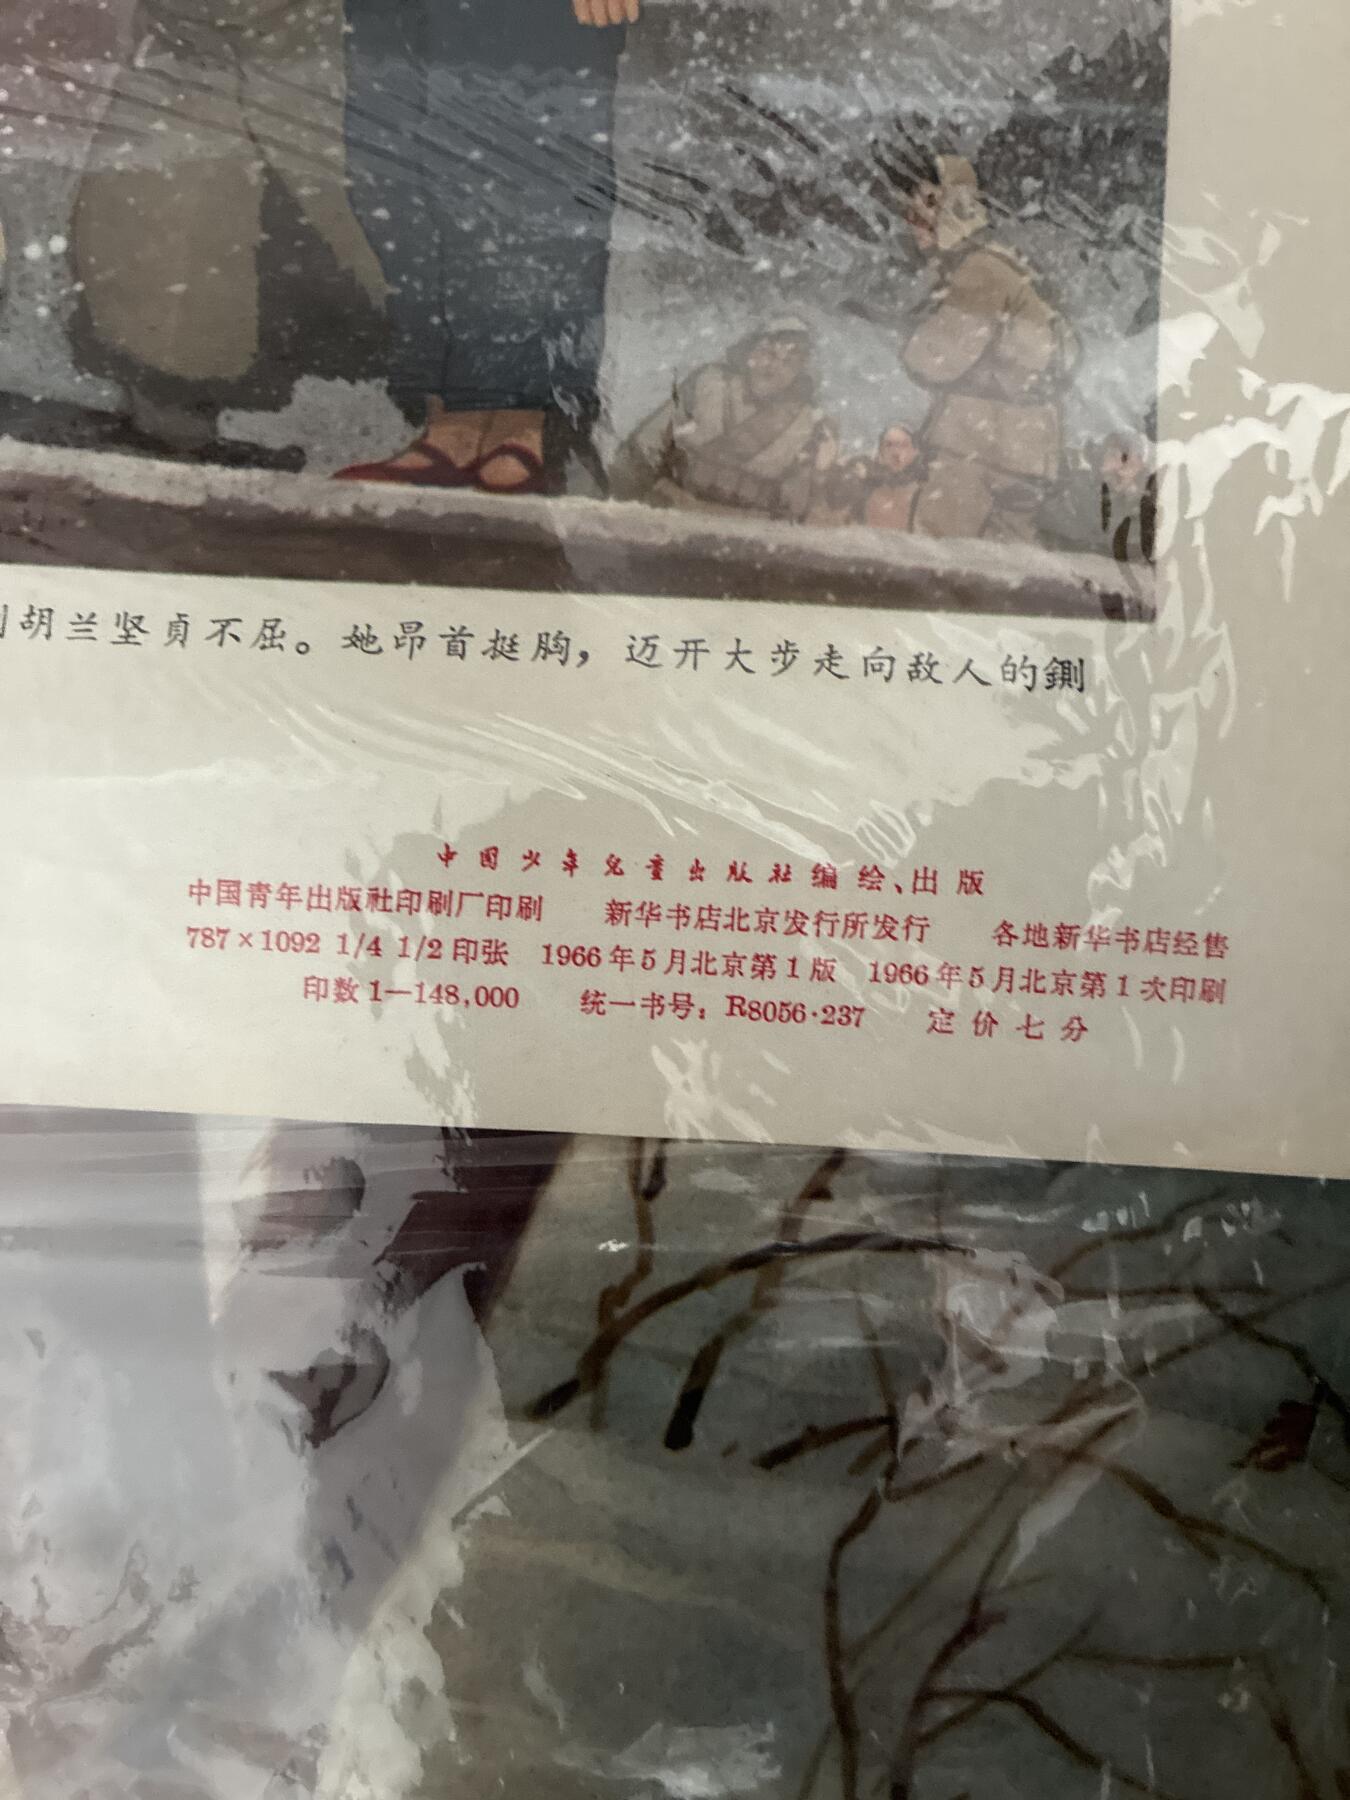 胡兰坚貞不屈。她昂首挺胸，迈开大步走向敌人的鍘
中国少年兒童出版社编绘、出版
中国青年出版社印刷厂印刷 新华书店北京发行所发行 各地新华书店经售
787×1092 1/4 1/2印张 1966年5月北京第1版 1966年5月北京第1次印刷
印数1—148,000 统一书号：R8056·237 定价七分